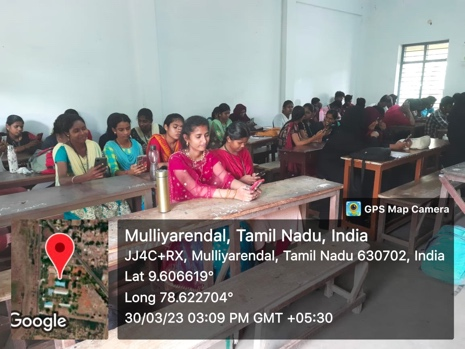 GPS Map Camera
Mulliyarendal, Tamil Nadu, India
JJ4C+RX, Mulliyarendal, Tamil Nadu 630702, India
Lat 9.606619°
Long 78.622704°
30/03/23 03:09 PM GMT +05:30
Google